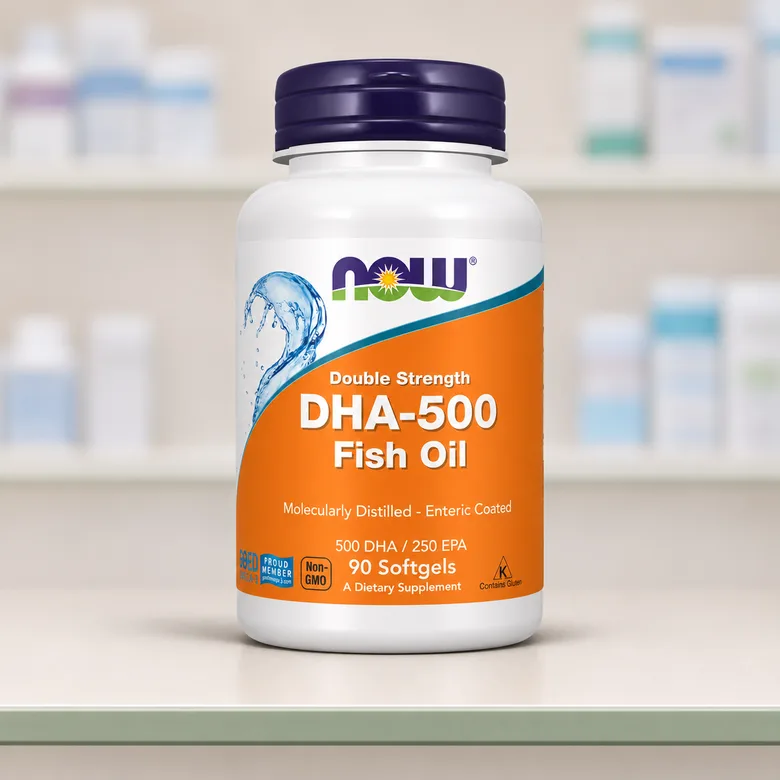 now®
Double Strength
DHA-500
Fish Oil
Molecularly Distilled - Enteric Coated
500 DHA / 250 EPA
90 Softgels
A Dietary Supplement
PROUD
MEMBER
Non-
GMO
K
Contains Gluten